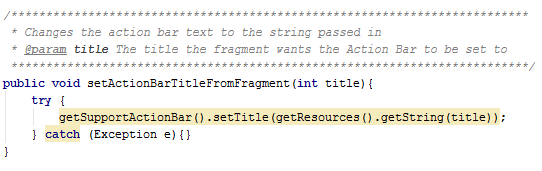 /*************************************************************************
* Changes the action bar text to the string passed in
* @param title The title the fragment wants the Action Bar to be set to
*************************************************************************/
public void setActionBarTitleFromFragment(int title){
try {
getSupportActionBar().setTitle(getResources().getString(title));
} catch (Exception e){}
}